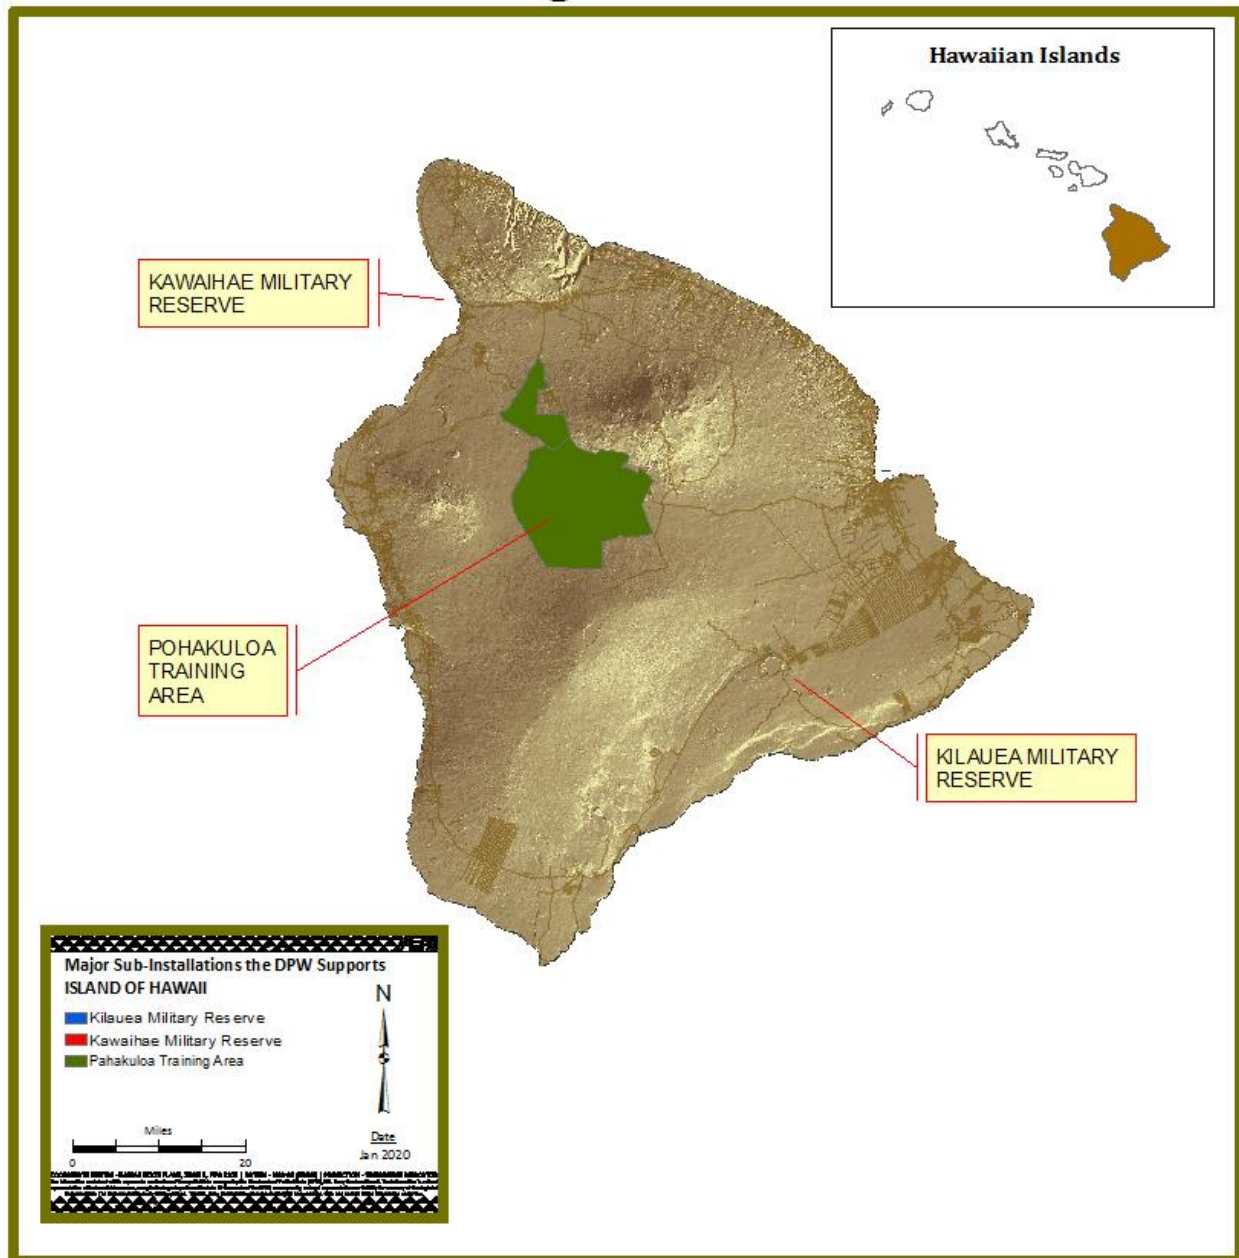 Hawaiian Islands
KAWAIHAE MILITARY
RESERVE
POHAKULOA
TRAINING
AREA
KILAUEA MILITARY
RESERVE
Major Sub-Installations the DPW Supports
ISLAND OF HAWAII
N
Kilauea Military Reserve
Kawaihae Military Reserve
Pahakuloa Training Area
Miles
0 20
Date
Jan 2020